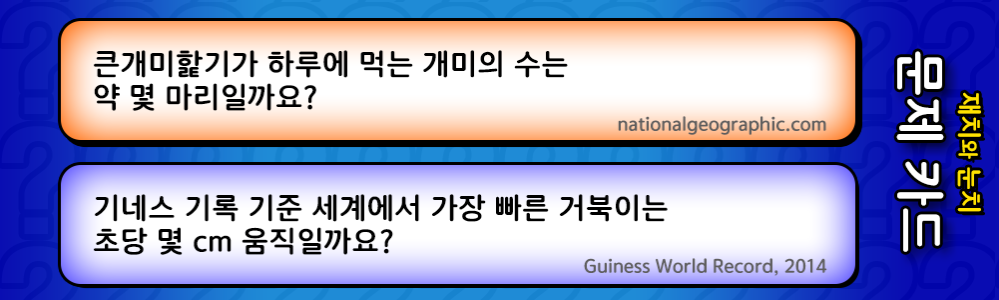 큰개미핥기가 하루에 먹는 개미의 수는
약 몇 마리일까요?
nationalgeographic.com
기네스 기록 기준 세계에서 가장 빠른 거북이는
초당 몇 cm 움직일까요?
Guiness World Record, 2014
재치와 눈치
문제 카드